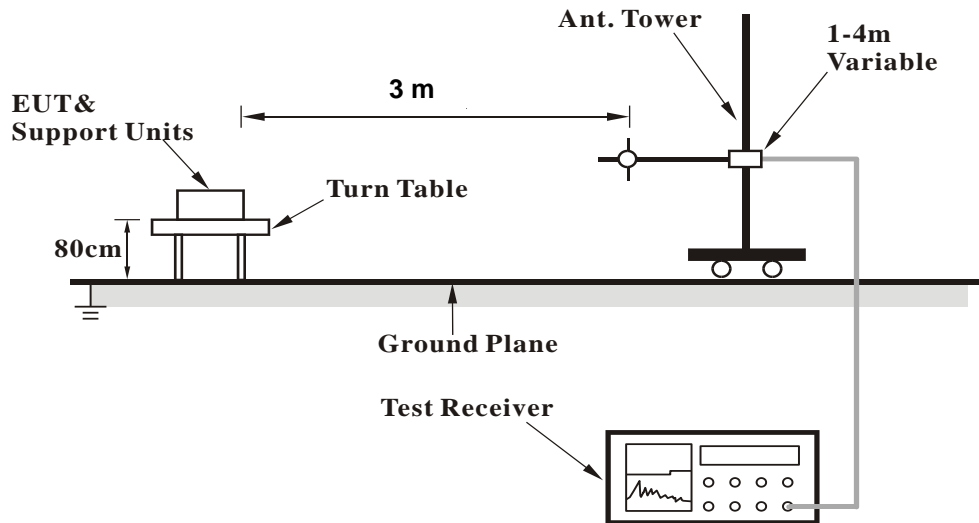 Ant. Tower
1-4m
Variable
3 m
EUT&
Support Units
Turn Table
80cm
Ground Plane
Test Receiver